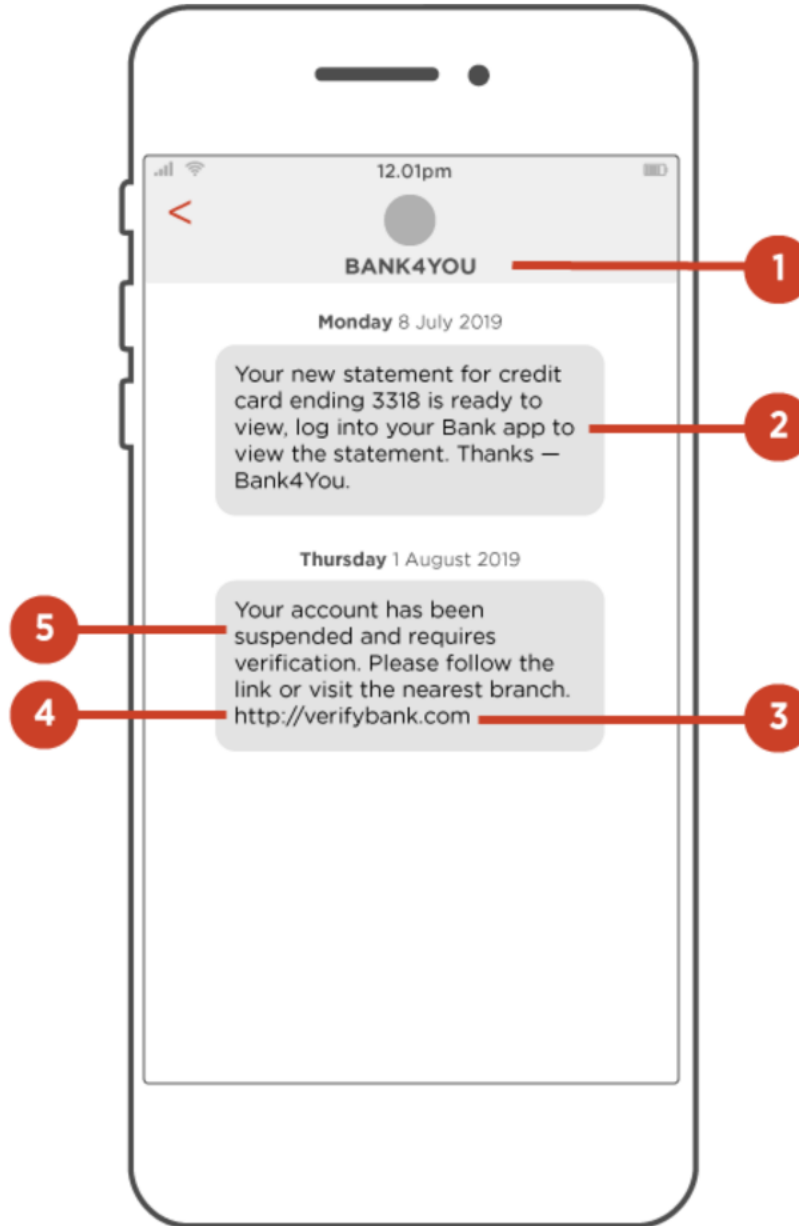 12.01pm
<
BANK4YOU
1
Monday 8 July 2019
Your new statement for credit
card ending 3318 is ready to
view, log into your Bank app to
2
view the statement. Thanks —
Bank4You.
Thursday 1 August 2019
Your account has been
5
suspended and requires
verification. Please follow the
link or visit the nearest branch.
4
http://verifybank.com
3